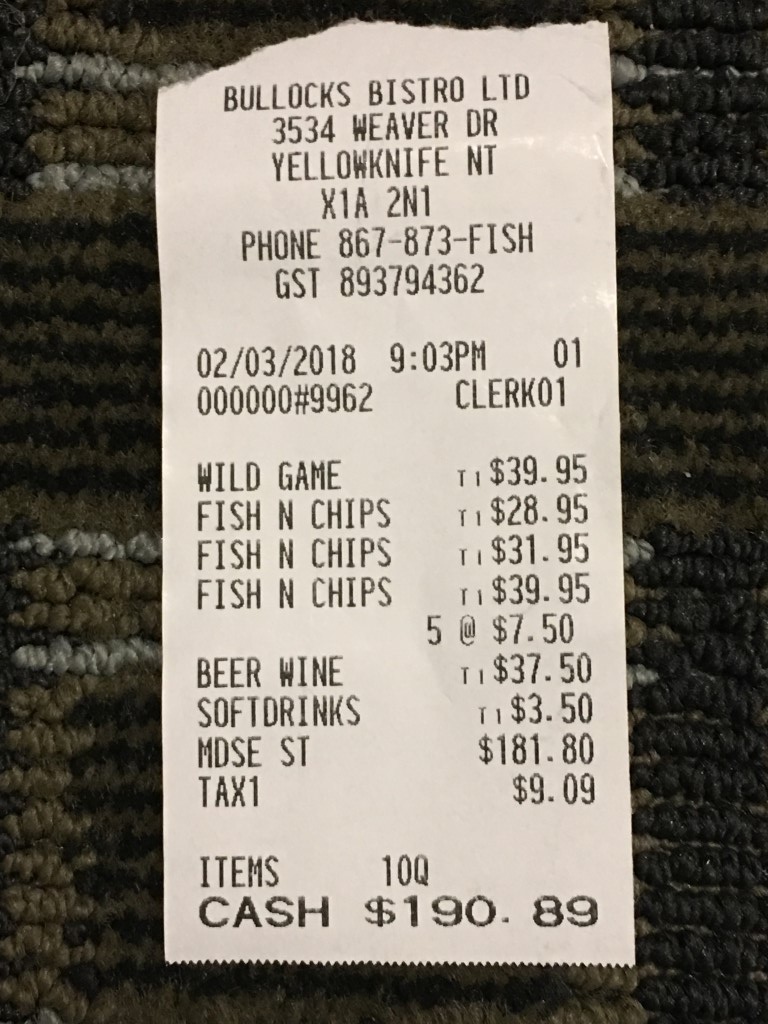 BULLOCKS BISTRO LTD
3534 WEAVER DR
YELLOWKNIFE NT
X1A 2N1
PHONE 867-873-FISH
GST 893794362
02/03/2018 9:03PM 01
000000#9962 CLERK01
WILD GAME T1 $39.95
FISH N CHIPS T1 $28.95
FISH N CHIPS T1 $31.95
FISH N CHIPS T1 $39.95
5 @ $7.50
BEER WINE T1 $37.50
SOFTDRINKS T1 $3.50
MDSE ST $181.80
TAX1 $9.09
ITEMS 10Q
CASH $190.89